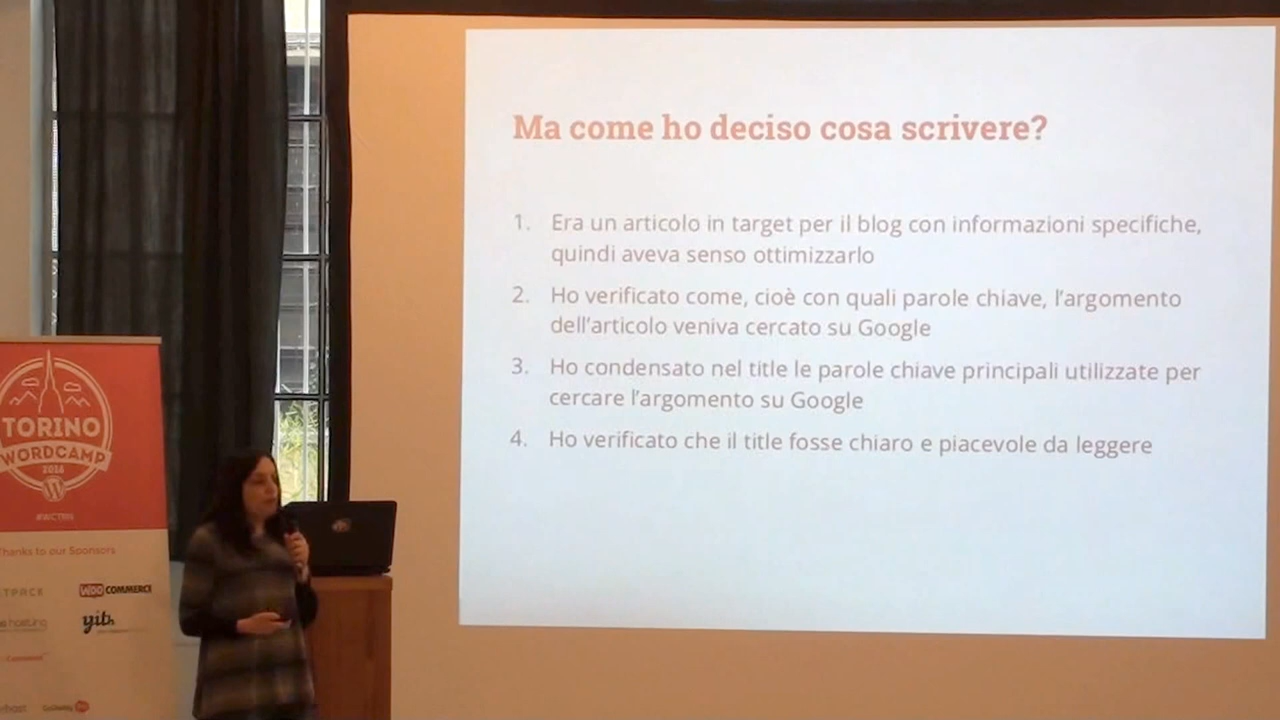 Ma come ho deciso cosa scrivere?
1. Era un articolo in target per il blog con informazioni specifiche,
quindi aveva senso ottimizzarlo
2. Ho verificato come, cioè con quali parole chiave, l'argomento
dell'articolo veniva cercato su Google
3. Ho condensato nel title le parole chiave principali utilizzate per
cercare l'argomento su Google
4. Ho verificato che il title fosse chiaro e piacevole da leggere
TORINO
WORDCAMP
2016
Thanks to our Sponsors
WOO COMMERCE
yith